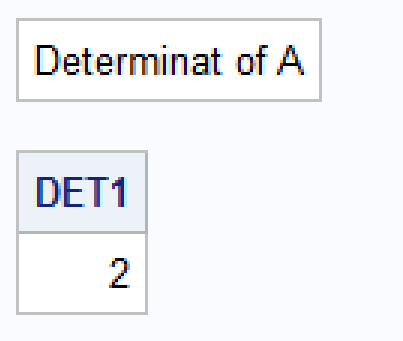 Determinat of A
DET1
2